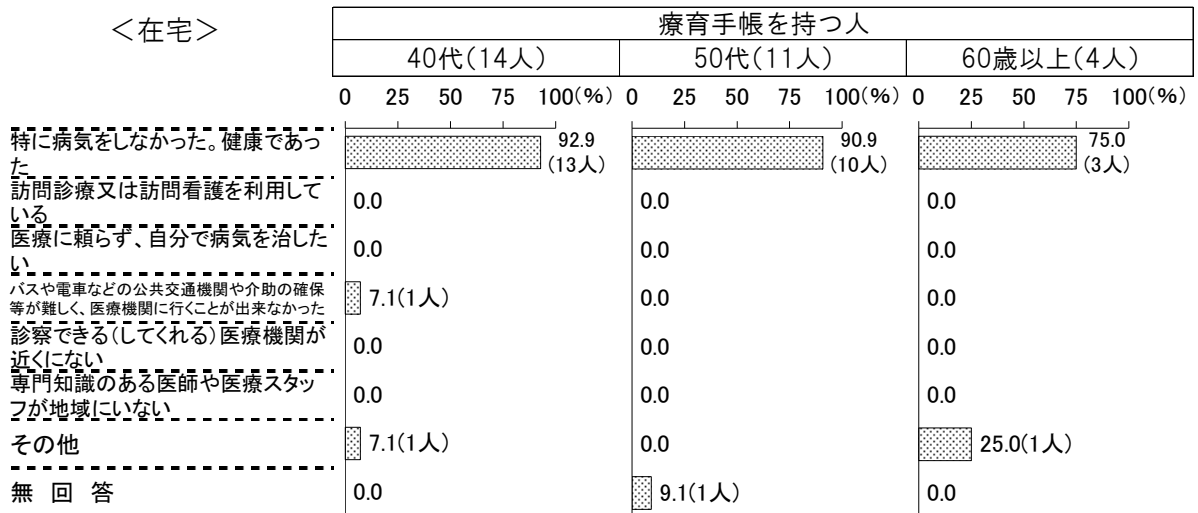 ＜在宅＞
療育手帳を持つ人
40代（14人） 50代（11人） 60歳以上（4人）
0 25 50 75 100（%） 0 25 50 75 100（%） 0 25 50 75 100（%）
特に病気をしなかった。健康であっ
た
92.9
（13人）
90.9
（10人）
75.0
（3人）
訪問診療又は訪問看護を利用して
いる
0.0 0.0 0.0
医療に頼らず、自分で病気を治した
い
0.0 0.0 0.0
バスや電車などの公共交通機関や介助の確保
等が難しく、医療機関に行くことが出来なかった
7.1（1人） 0.0 0.0
診察できる（してくれる）医療機関が
近くにない
0.0 0.0 0.0
専門知識のある医師や医療スタッ
フが地域にいない
0.0 0.0 0.0
その他 7.1（1人） 0.0 25.0（1人）
無 回 答 0.0 9.1（1人） 0.0